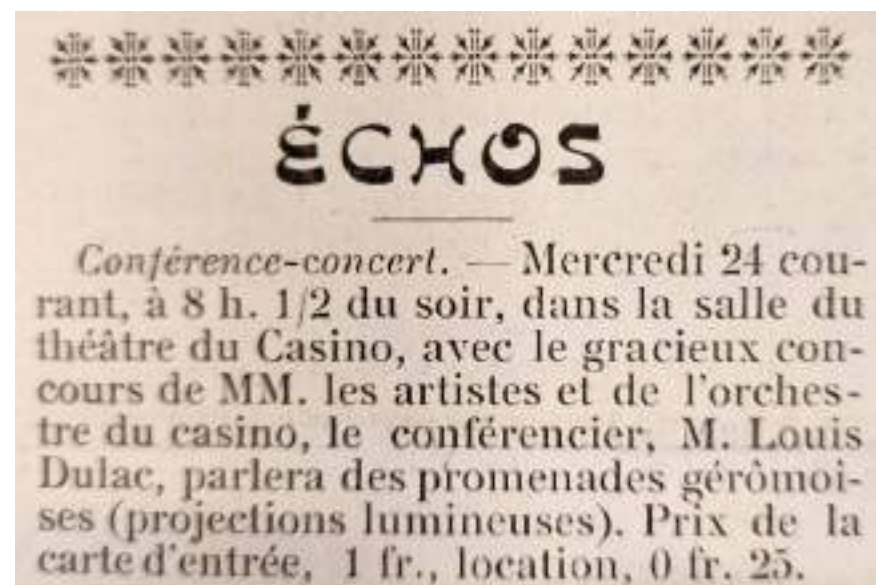 ÉCHOS
Conférence-concert. — Mercredi 24 cou-
rant, à 8 h. 1/2 du soir, dans la salle du
théâtre du Casino, avec le gracieux con-
cours de MM. les artistes et de l'orches-
tre du casino, le conférencier, M. Louis
Dulac, parlera des promenades gérômoi-
ses (projections lumineuses). Prix de la
carte d'entrée, 1 fr., location, 0 fr. 25.